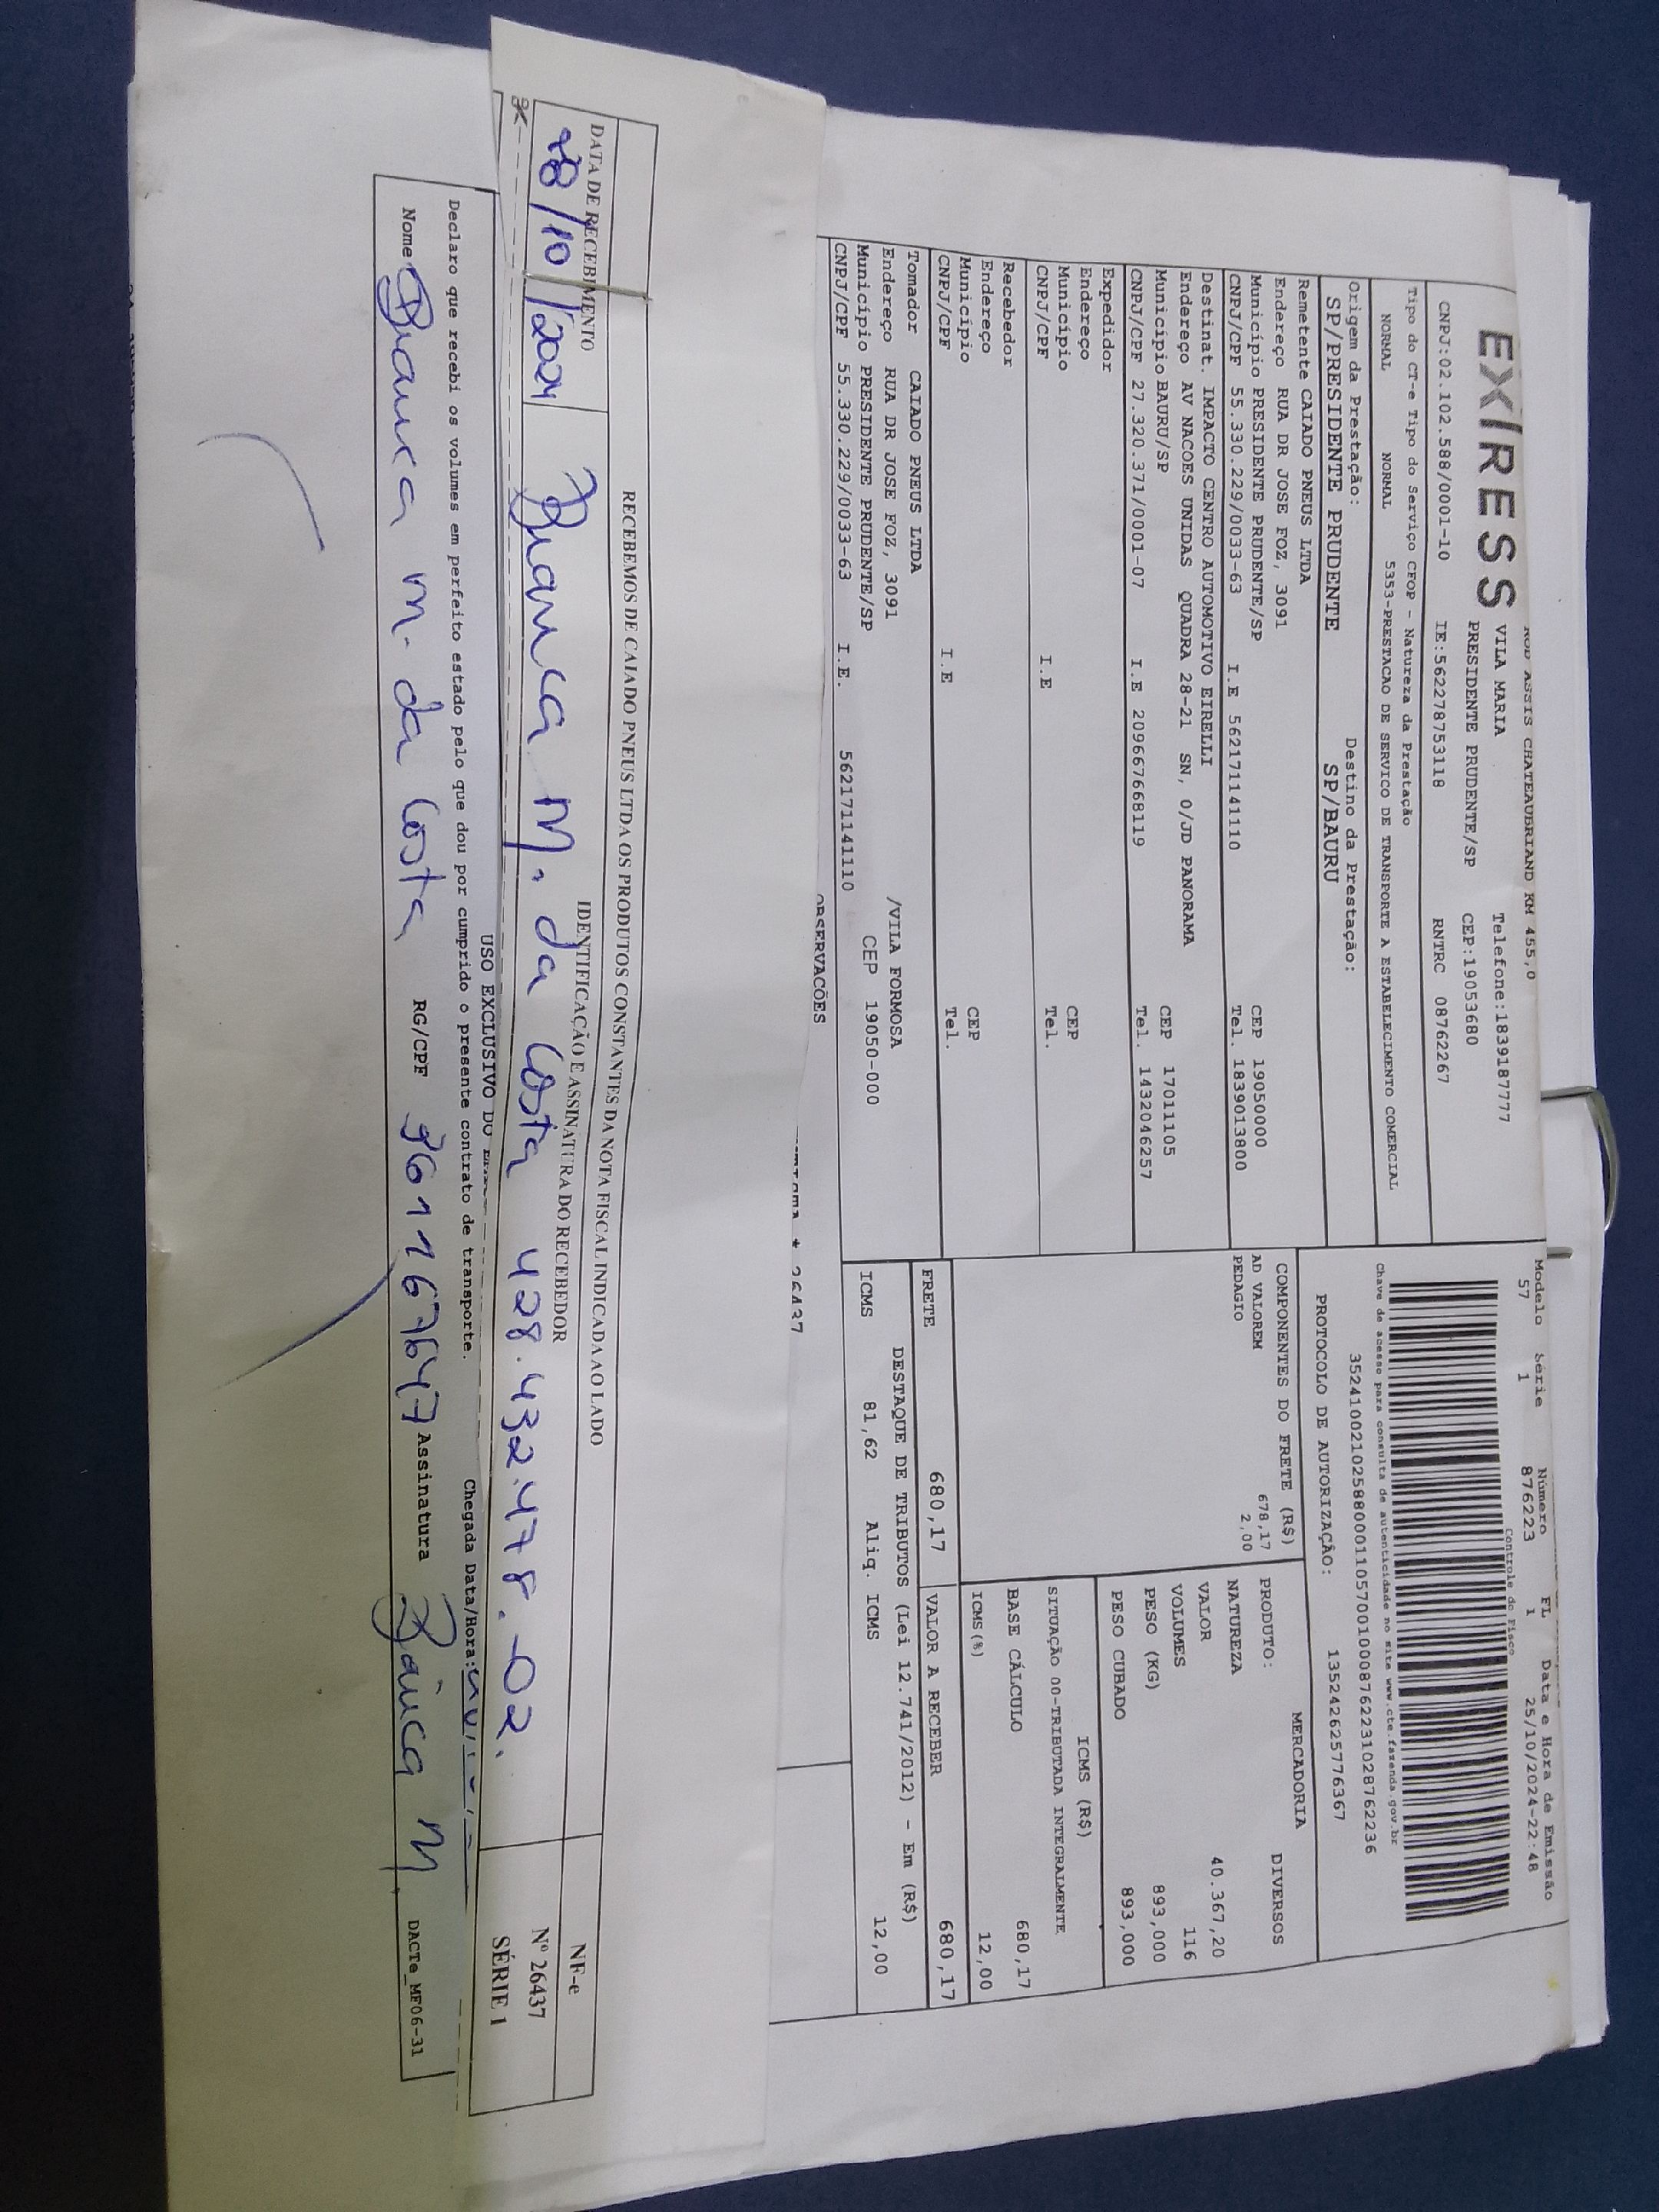 ROD ASSIS CHATEAUBRIAND KM 455,0
EXPRESS VILA MARIA Telefone:1839187777
PRESIDENTE PRUDENTE/SP CEP:19053680
CNPJ:02.102.588/0001-10 IE:562278753118 RNTRC 08762267
Tipo do CT-e Tipo do Serviço CFOP - Natureza da Prestação
NORMAL NORMAL 5353-PRESTACAO DE SERVICO DE TRANSPORTE A ESTABELECIMENTO COMERCIAL
Origem da Prestação: Destino da Prestação:
SP/PRESIDENTE PRUDENTE SP/BAURU
Remetente CAIADO PNEUS LTDA
Endereço RUA DR JOSE FOZ, 3091
Município PRESIDENTE PRUDENTE/SP CEP 19050000
CNPJ/CPF 55.330.229/0033-63 I.E 562171141110 Tel. 1839013800
Destinat. IMPACTO CENTRO AUTOMOTIVO EIRELLI
Endereço AV NACOES UNIDAS QUADRA 28-21 SN, 0/JD PANORAMA
Município BAURU/SP CEP 17011105
CNPJ/CPF 27.320.371/0001-07 I.E 209667668119 Tel. 1432046257
Expedidor
Endereço
Município CEP
CNPJ/CPF I.E Tel.
Recebedor
Endereço
Município CEP
CNPJ/CPF I.E Tel.
Tomador CAIADO PNEUS LTDA
Endereço RUA DR JOSE FOZ, 3091 /VILA FORMOSA
Município PRESIDENTE PRUDENTE/SP CEP 19050-000
CNPJ/CPF 55.330.229/0033-63 I.E. 562171141110
OBSERVAÇÕES
* 26437
Modelo Série Número FL Data e Hora de Emissão
57 1 876223 1 25/10/2024-22:48
Controle do Fisco
Chave de acesso para consulta de autenticidade no site www.cte.fazenda.gov.br
35241002102588000110570010008762231028762236
PROTOCOLO DE AUTORIZAÇÃO: 135242625776367
COMPONENTES DO FRETE (R$)
AD VALOREM 678,17
PEDAGIO 2,00
MERCADORIA
PRODUTO: DIVERSOS
NATUREZA
VALOR 40.367,20
VOLUMES 116
PESO (KG) 893,000
PESO CUBADO 893,000
ICMS (R$)
SITUAÇÃO 00-TRIBUTADA INTEGRALMENTE
BASE CÁLCULO 680,17
ICMS(%) 12,00
FRETE 680,17 VALOR A RECEBER 680,17
DESTAQUE DE TRIBUTOS (Lei 12.741/2012) - Em (R$)
ICMS 81,62 Aliq. ICMS 12,00
RECEBEMOS DE CAIADO PNEUS LTDA OS PRODUTOS CONSTANTES DA NOTA FISCAL INDICADA AO LADO
DATA DE RECEBIMENTO IDENTIFICAÇÃO E ASSINATURA DO RECEBEDOR
28/10/2024 Bianca M. da Costa 428.432.478-02.
NF-e
Nº 26437
SÉRIE 1
USO EXCLUSIVO DO
Declaro que recebi os volumes em perfeito estado pelo que dou por cumprido o presente contrato de transporte. Chegada Data/Hora:
Nome Bianca M. da Costa RG/CPF 361167647 Assinatura Bianca M. DACTe_MF06-31